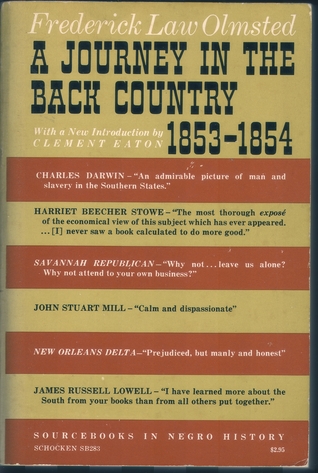 Frederick Law Olmsted
A JOURNEY IN THE
BACK COUNTRY
With a New Introduction by
CLEMENT EATON
1853–1854
CHARLES DARWIN – "An admirable picture of man and
slavery in the Southern States."
HARRIET BEECHER STOWE – "The most thorough exposé
of the economical view of this subject which has ever appeared.
. . . [I] never saw a book calculated to do more good."
SAVANNAH REPUBLICAN – "Why not . . . leave us alone?
Why not attend to your own business?"
JOHN STUART MILL – "Calm and dispassionate"
NEW ORLEANS DELTA – "Prejudiced, but manly and honest"
JAMES RUSSELL LOWELL – "I have learned more about the
South from your books than from all others put together."
SOURCEBOOKS IN NEGRO HISTORY
SCHOCKEN SB283
$2.95